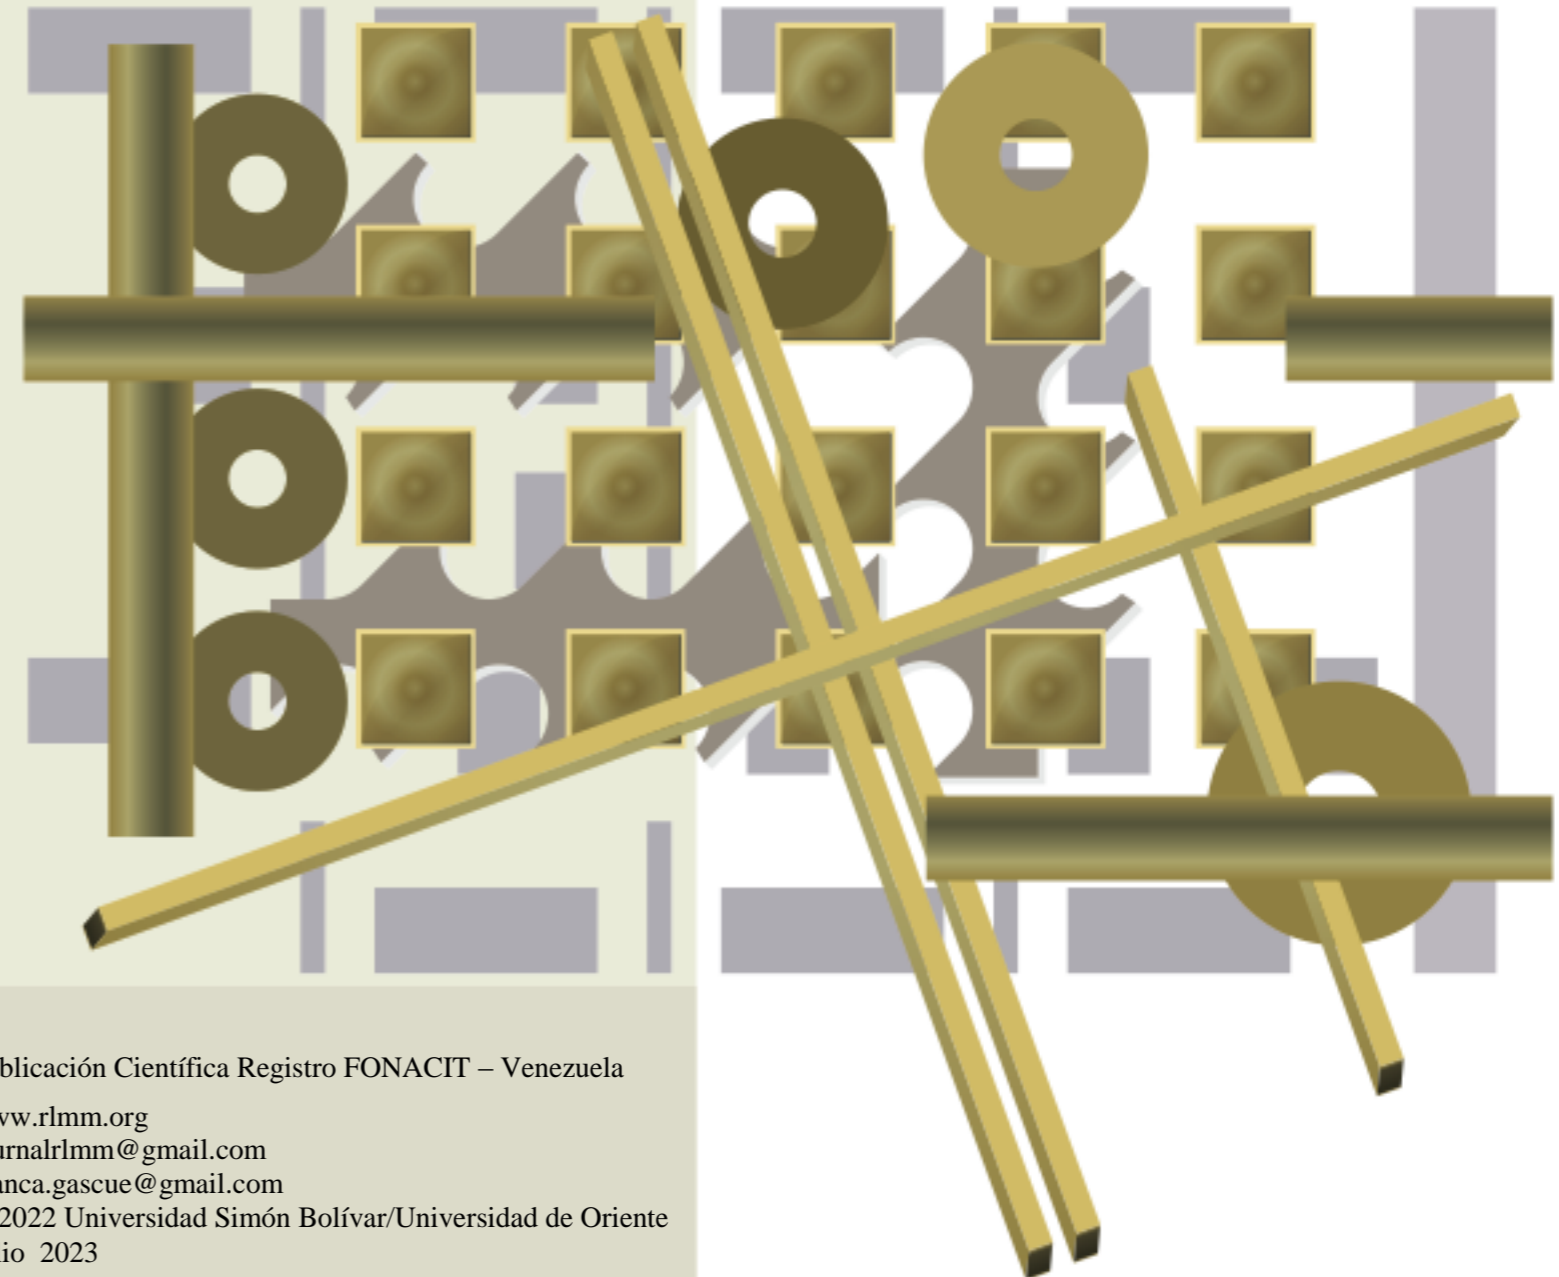 blicación Científica Registro FONACIT – Venezuela
ww.rlmm.org
urnalrlmm@gmail.com
anca.gascue@gmail.com
2022 Universidad Simón Bolívar/Universidad de Oriente
io 2023